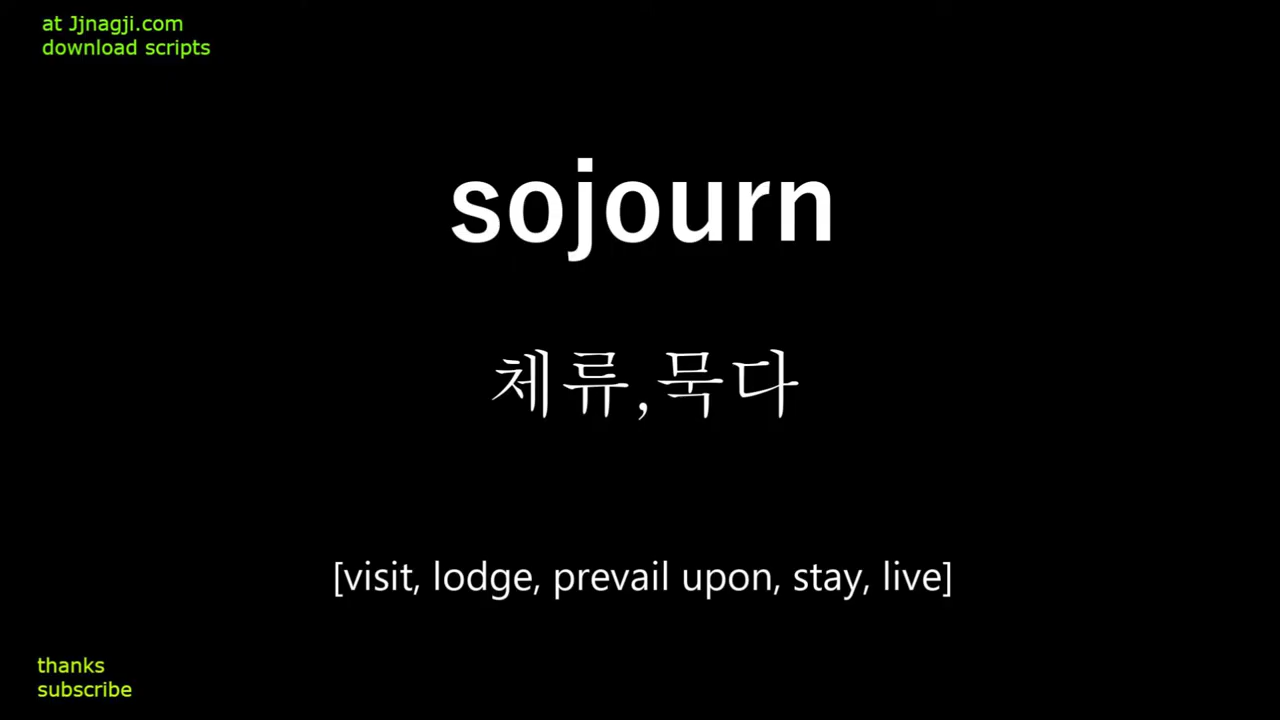 at Jjnagji.com
download scripts
sojourn
체류,묵다
[visit, lodge, prevail upon, stay, live]
thanks
subscribe